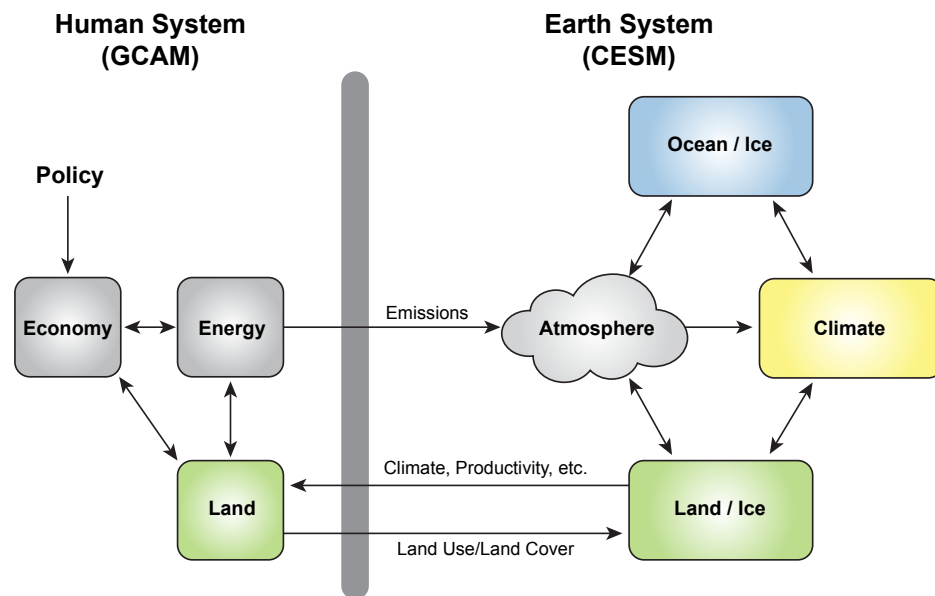 Human System
(GCAM)
Earth System
(CESM)
Ocean / Ice
Policy
Economy
Energy
Emissions
Atmosphere
Climate
Climate, Productivity, etc.
Land
Land / Ice
Land Use/Land Cover